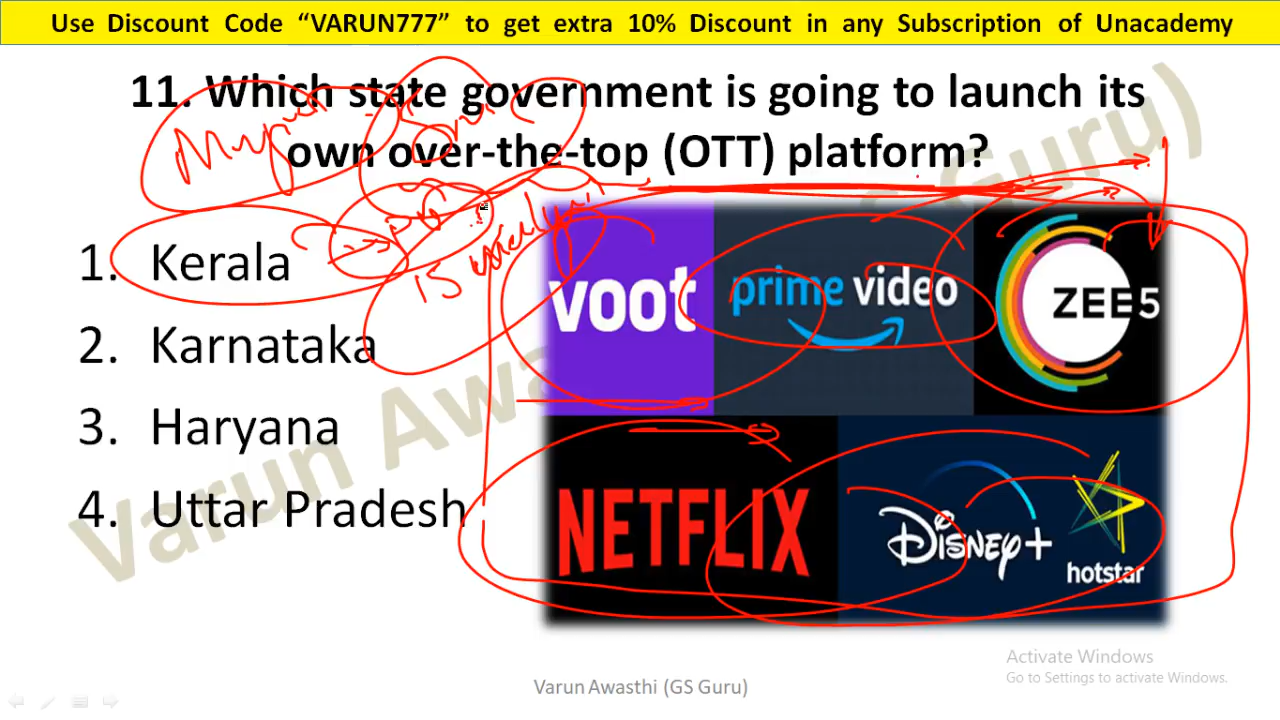 Use Discount Code “VARUN777” to get extra 10% Discount in any Subscription of Unacademy
11. Which state government is going to launch its
own over-the-top (OTT) platform?
1. Kerala
2. Karnataka
3. Haryana
4. Uttar Pradesh
voot
prime video
ZEE5
NETFLIX
Disney+
hotstar
Varun Awasthi (GS Guru)
Varun Awa
Guru)
15
Activate Windows
Go to Settings to activate Windows.